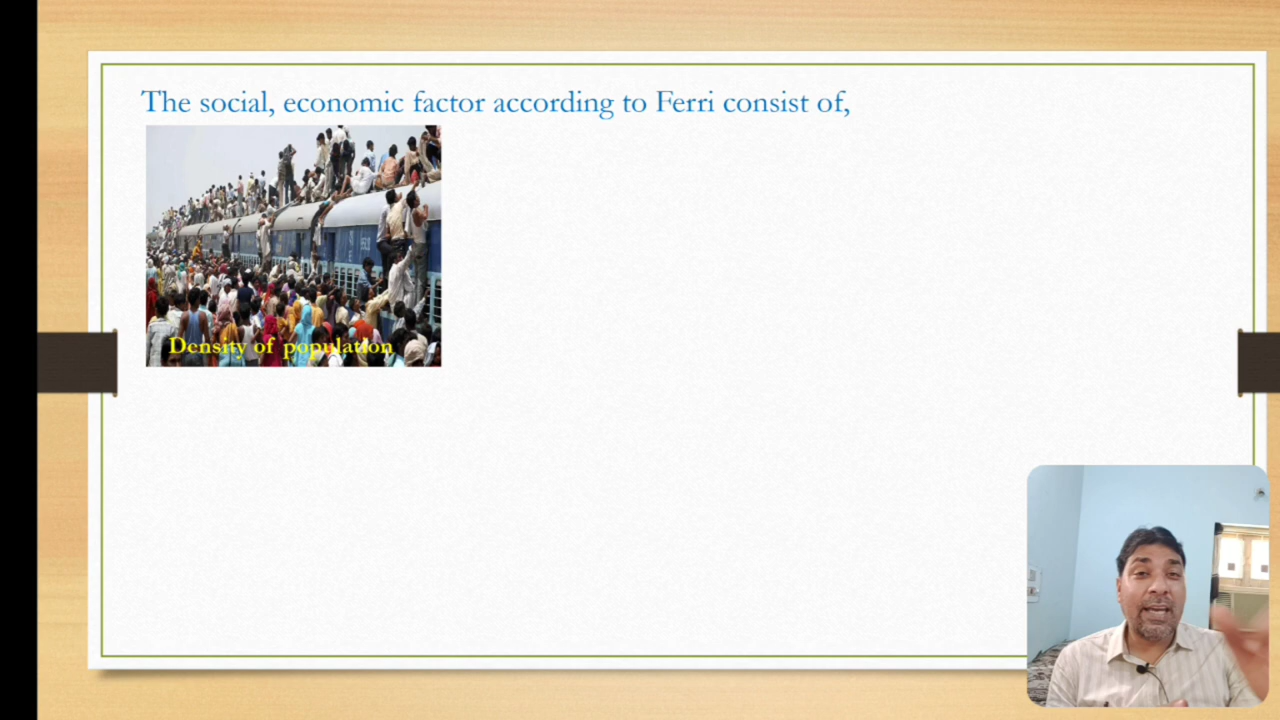 The social, economic factor according to Ferri consist of,
Density of population